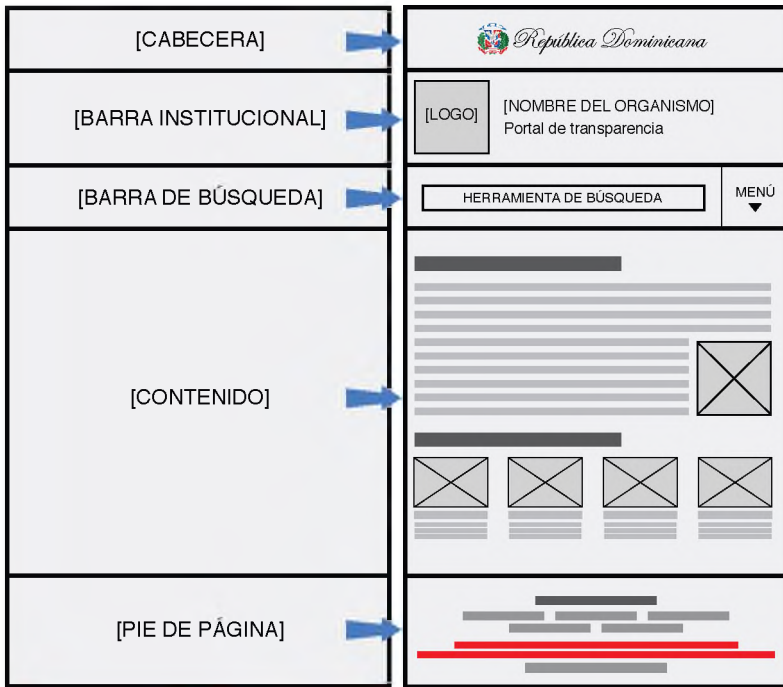 [CABECERA]
República Dominicana
[BARRA INSTITUCIONAL]
[LOGO]
[NOMBRE DEL ORGANISMO]
Portal de transparencia
[BARRA DE BÚSQUEDA]
HERRAMIENTA DE BÚSQUEDA
MENÚ
[CONTENIDO]
[PIE DE PÁGINA]